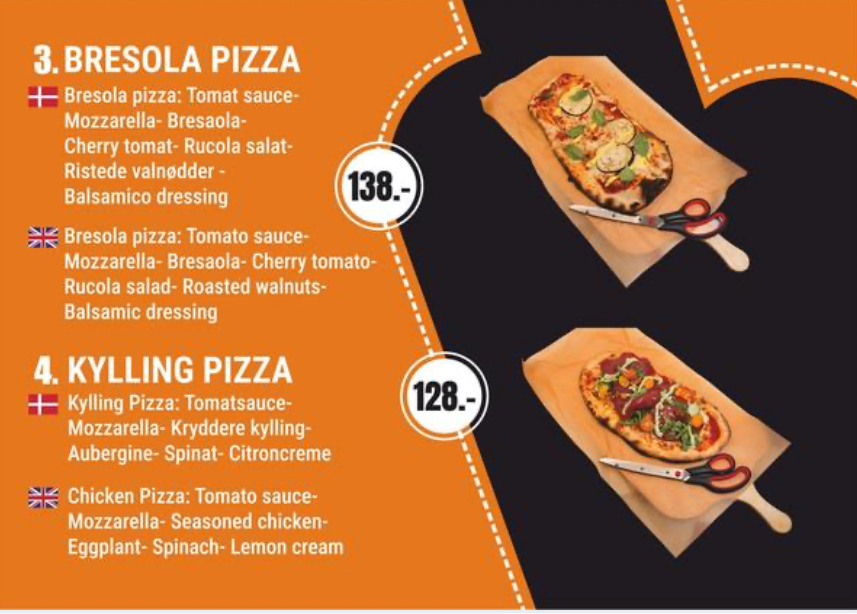 3. BRESOLA PIZZA
Bresola pizza: Tomat sauce-
Mozzarella- Bresaola-
Cherry tomat- Rucola salat-
Ristede valnødder -
Balsamico dressing
138.-
Bresola pizza: Tomato sauce-
Mozzarella- Bresaola- Cherry tomato-
Rucola salad- Roasted walnuts-
Balsamic dressing
4. KYLLING PIZZA
128.-
Kylling Pizza: Tomatsauce-
Mozzarella- Kryddere kylling-
Aubergine- Spinat- Citroncreme
Chicken Pizza: Tomato sauce-
Mozzarella- Seasoned chicken-
Eggplant- Spinach- Lemon cream